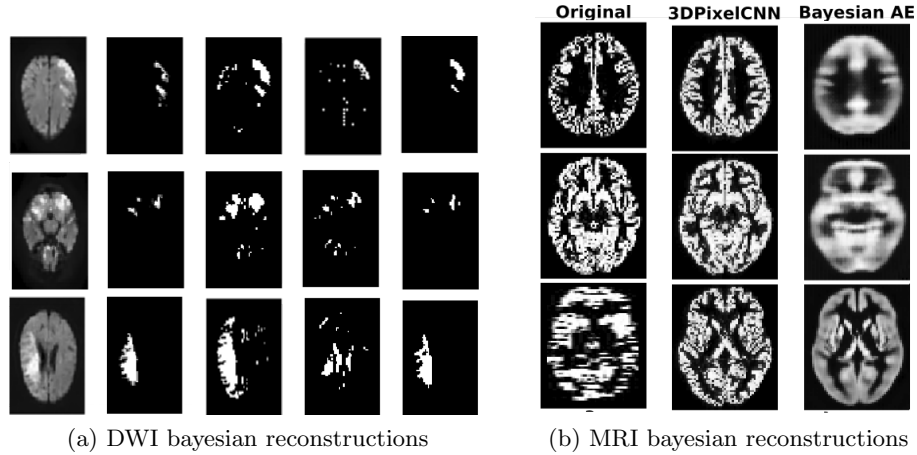 Original 3DPixelCNN Bayesian AE
(a) DWI bayesian reconstructions
(b) MRI bayesian reconstructions